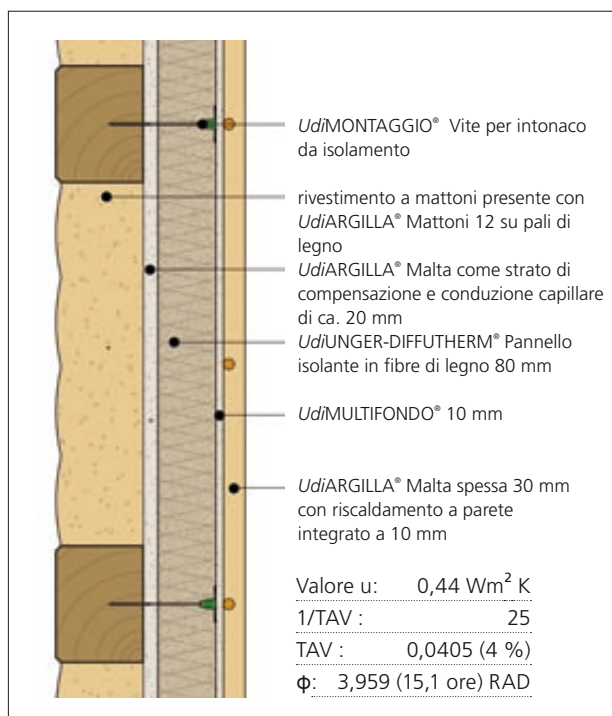 UdiMONTAGGIO® Vite per intonaco
da isolamento
rivestimento a mattoni presente con
UdiARGILLA® Mattoni 12 su pali di
legno
UdiARGILLA® Malta come strato di
compensazione e conduzione capillare
di ca. 20 mm
UdiUNGER-DIFFUTHERM® Pannello
isolante in fibre di legno 80 mm
UdiMULTIFONDO® 10 mm
UdiARGILLA® Malta spessa 30 mm
con riscaldamento a parete
integrato a 10 mm
Valore u: 0,44 Wm² K
1/TAV : 25
TAV : 0,0405 (4 %)
ϕ: 3,959 (15,1 ore) RAD